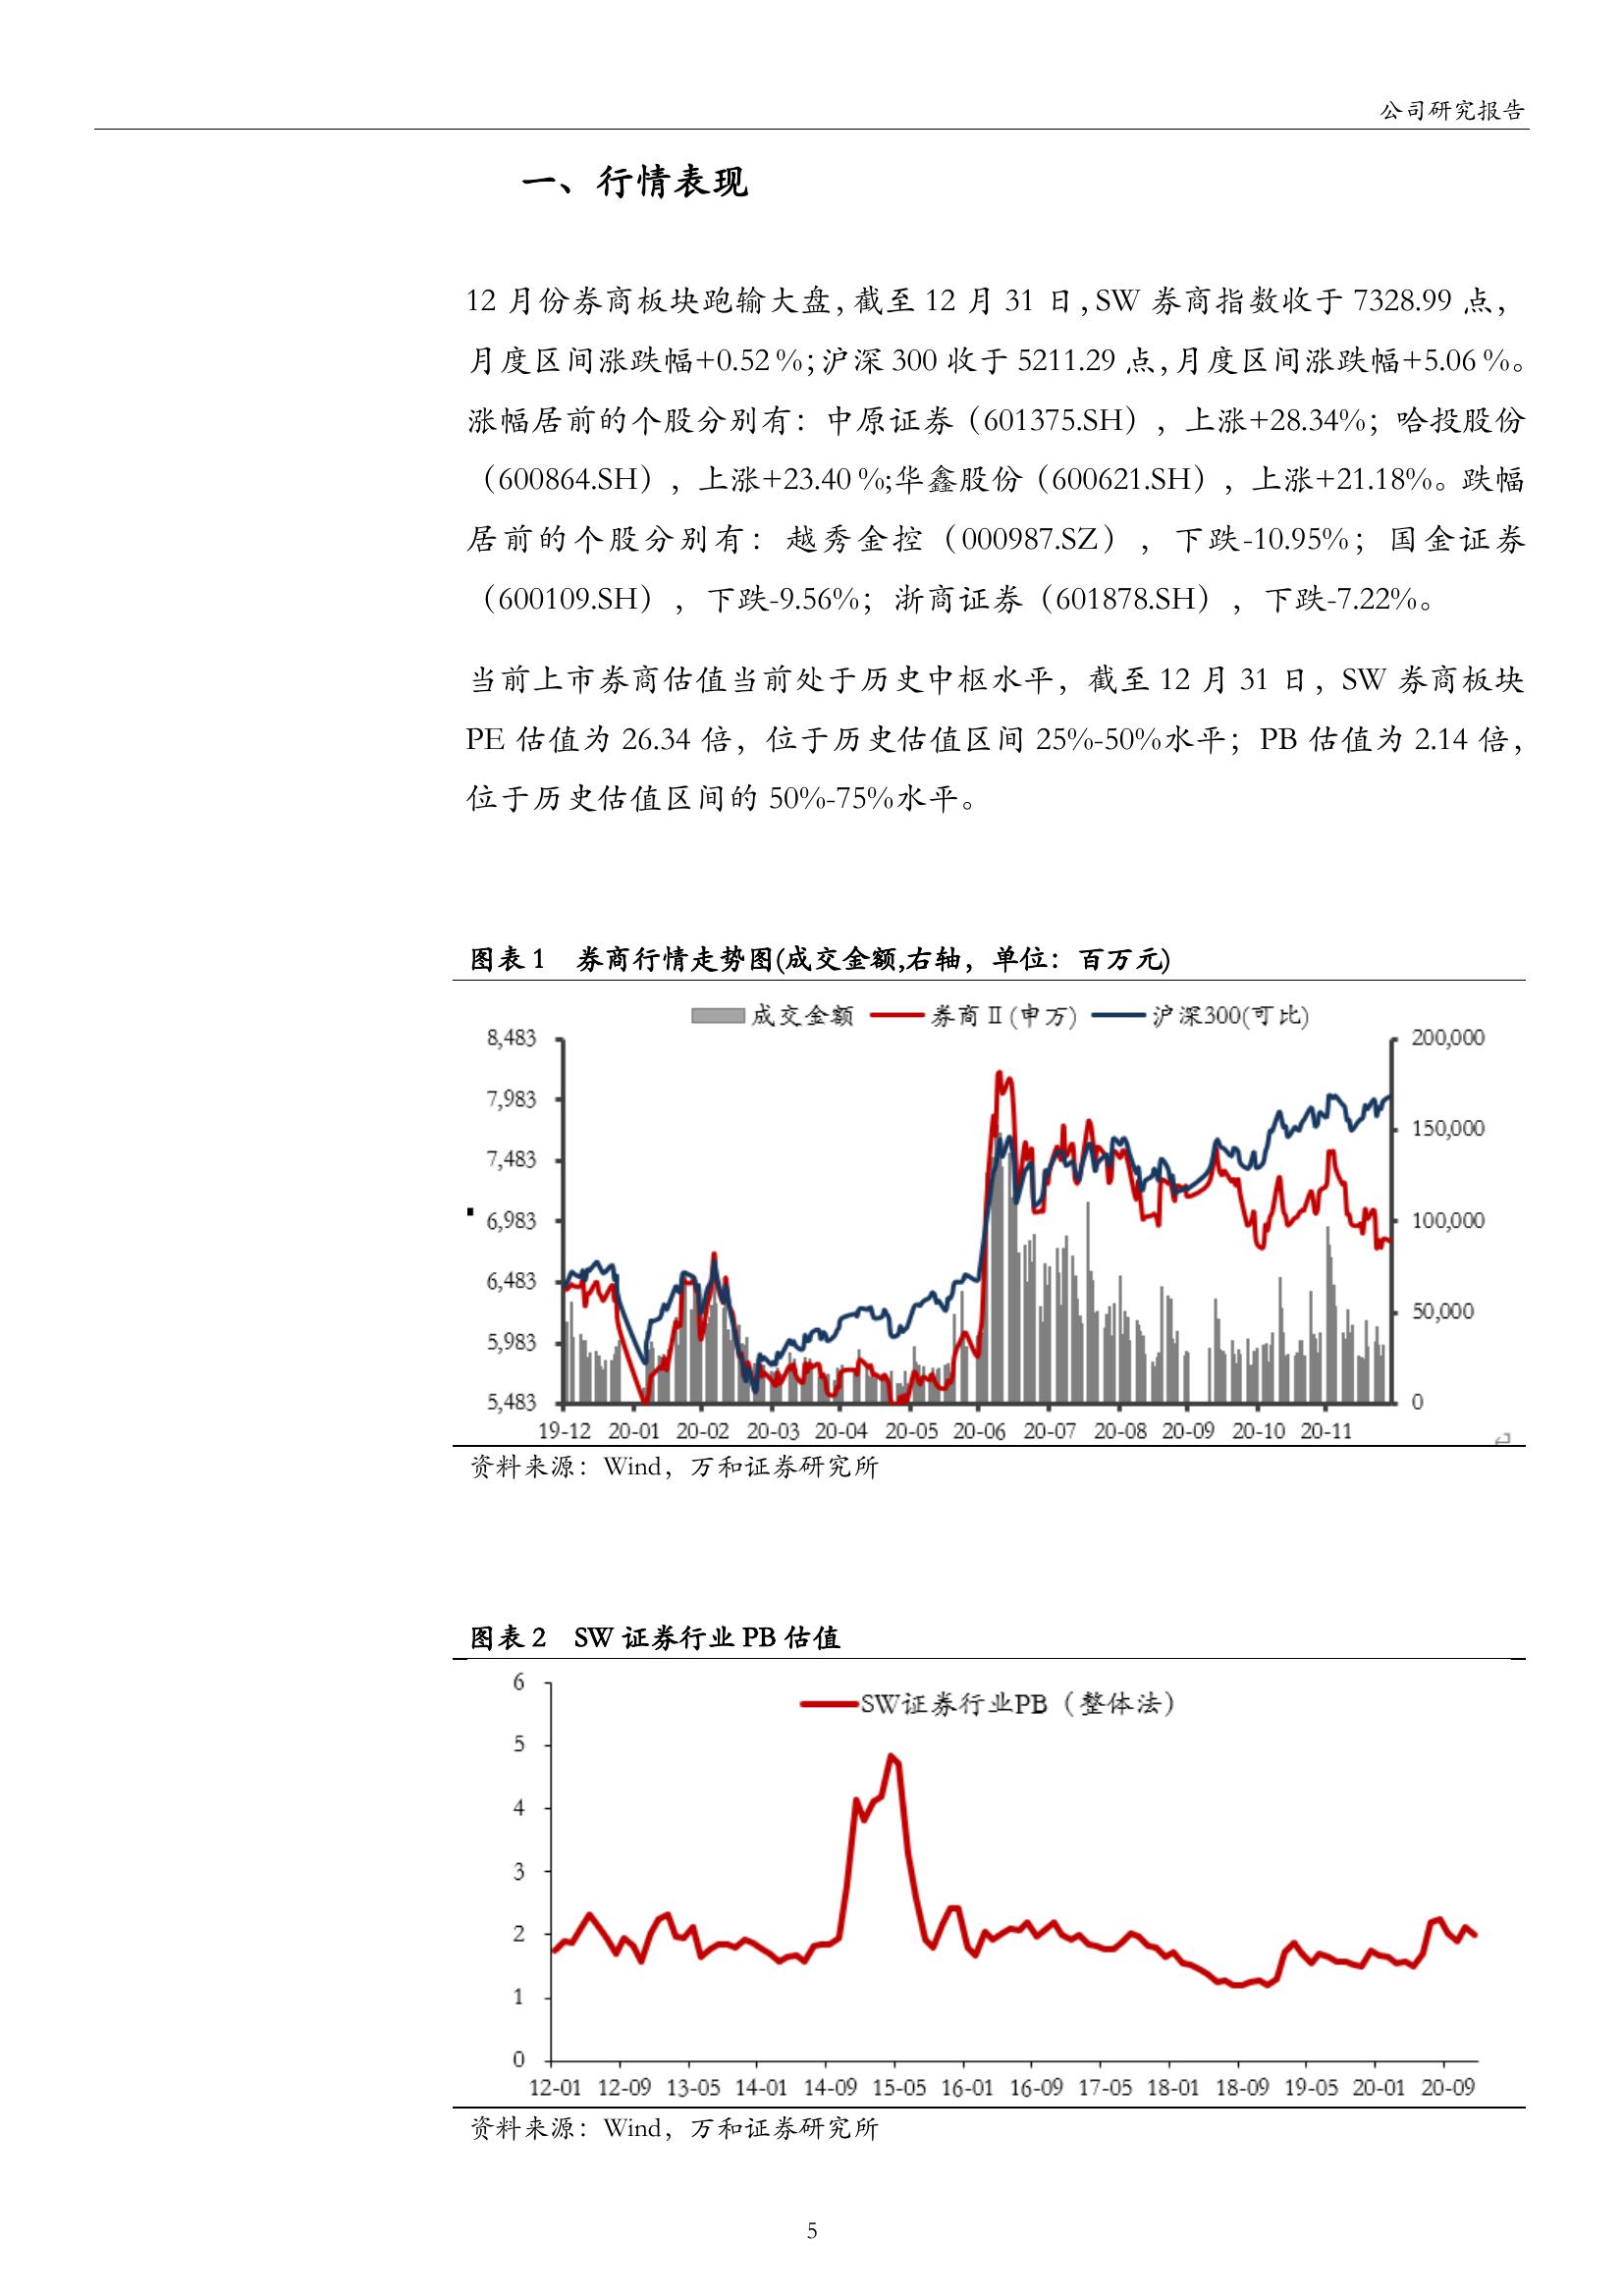 公司研究报告
一、行情表现
12 月份券商板块跑输大盘，截至 12 月 31 日，SW 券商指数收于 7328.99 点，
月度区间涨跌幅+0.52%；沪深 300 收于 5211.29 点，月度区间涨跌幅+5.06%。
涨幅居前的个股分别有：中原证券（601375.SH），上涨+28.34%；哈投股份
（600864.SH），上涨+23.40%;华鑫股份（600621.SH），上涨+21.18%。跌幅
居前的个股分别有：越秀金控（000987.SZ），下跌-10.95%；国金证券
（600109.SH），下跌-9.56%；浙商证券（601878.SH），下跌-7.22%。
当前上市券商估值当前处于历史中枢水平，截至 12 月 31 日，SW 券商板块
PE 估值为 26.34 倍，位于历史估值区间 25%-50%水平；PB 估值为 2.14 倍，
位于历史估值区间的 50%-75%水平。
图表 1 券商行情走势图(成交金额,右轴，单位：百万元)
成交金额 券商Ⅱ(申万) 沪深300(可比)
8,483 200,000
7,983
150,000
7,483
6,983 100,000
6,483
50,000
5,983
5,483 0
19-12 20-01 20-02 20-03 20-04 20-05 20-06 20-07 20-08 20-09 20-10 20-11
资料来源：Wind，万和证券研究所
图表 2 SW 证券行业 PB 估值
SW证券行业PB（整体法）
6
5
4
3
2
1
0
12-01 12-09 13-05 14-01 14-09 15-05 16-01 16-09 17-05 18-01 18-09 19-05 20-01 20-09
资料来源：Wind，万和证券研究所
5